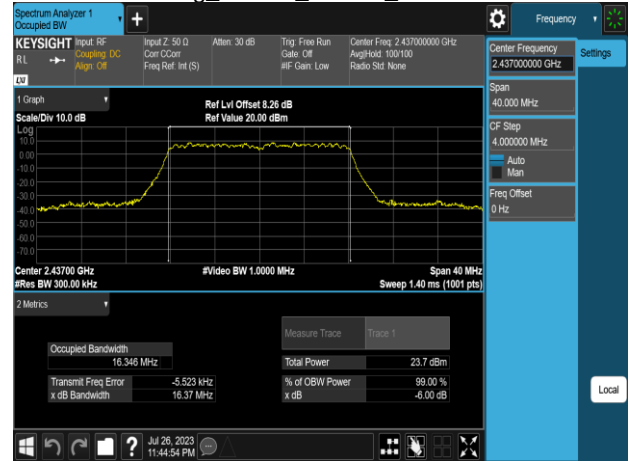 Spectrum Analyzer 1
Occupied BW
Frequency
KEYSIGHT
RL
LXI
Input: RF
Coupling: DC
Align: Off
Input Z: 50 Ω
Corr CCorr
Freq Ref: Int (S)
Atten: 30 dB
Trig: Free Run
Gate: Off
#IF Gain: Low
Center Freq: 2.437000000 GHz
Avg|Hold: 100/100
Radio Std: None
Center Frequency
2.437000000 GHz
Settings
Span
40.000 MHz
CF Step
4.000000 MHz
Auto
Man
Freq Offset
0 Hz
1 Graph
Scale/Div 10.0 dB
Ref Lvl Offset 8.26 dB
Ref Value 20.00 dBm
Log
10.0
0.00
-10.0
-20.0
-30.0
-40.0
-50.0
-60.0
-70.0
Center 2.43700 GHz
#Video BW 1.0000 MHz
Span 40 MHz
#Res BW 300.00 kHz
Sweep 1.40 ms (1001 pts)
2 Metrics
Measure Trace
Trace 1
Occupied Bandwidth
16.346 MHz
Total Power
23.7 dBm
Transmit Freq Error
-5.523 kHz
% of OBW Power
99.00 %
x dB Bandwidth
16.37 MHz
x dB
-6.00 dB
Local
Jul 26, 2023
11:44:54 PM